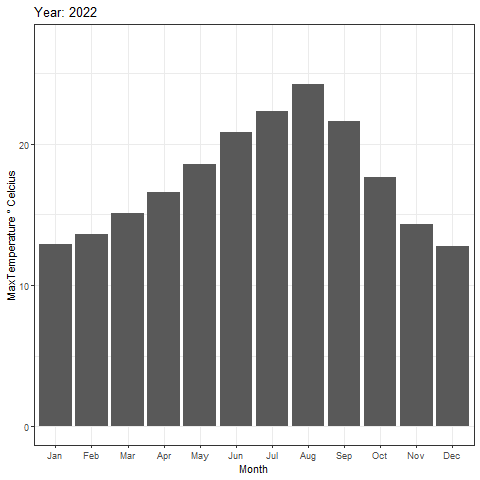 Year: 2022
MaxTemperature " Celcius
20
10
0
Jan Feb Mar Apr May Jun Jul Aug Sep Oct Nov Dec
Month